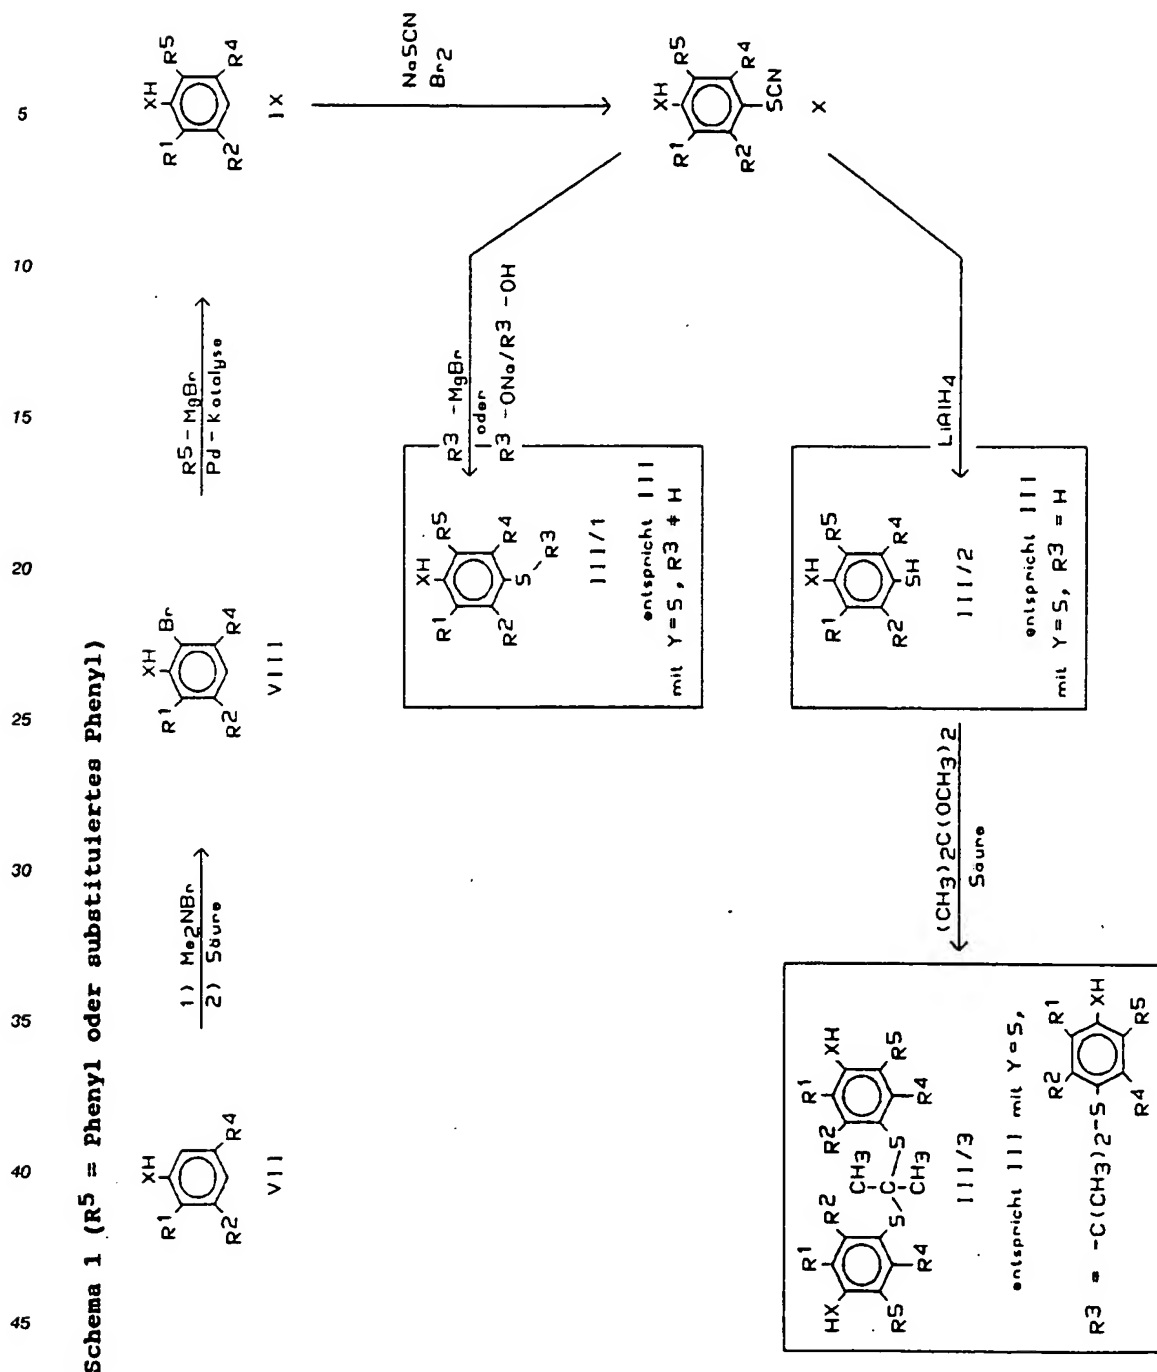 Schema 1 (R5 = Phenyl oder substituiertes Phenyl)
5
10
15
20
25
30
35
40
45
XH
R1
R2
R4
VII
1) Me2NBr
2) Säure
XH
R1
Br
R2
R4
VIII
R5-MgBr
Pd-Katalyse
XH
R1
R5
R2
R4
IX
NaSCN
Br2
XH
R1
R5
R2
R4
SCN
X
R3-MgBr
oder
R3-ONa/R3-OH
XH
R1
R5
R2
R4
S
R3
III/1
entspricht III
mit Y=S, R3 ≠ H
LiAlH4
XH
R1
R5
R2
R4
SH
III/2
entspricht III
mit Y=S, R3 = H
(CH3)2C(OCH3)2
Säure
R1
R2
HX
R5
R4
S
CH3
C
CH3
S
R1
R2
XH
R5
R4
III/3
entspricht III mit Y=S,
R3 = -C(CH3)2-S
R2
R1
XH
R4
R5